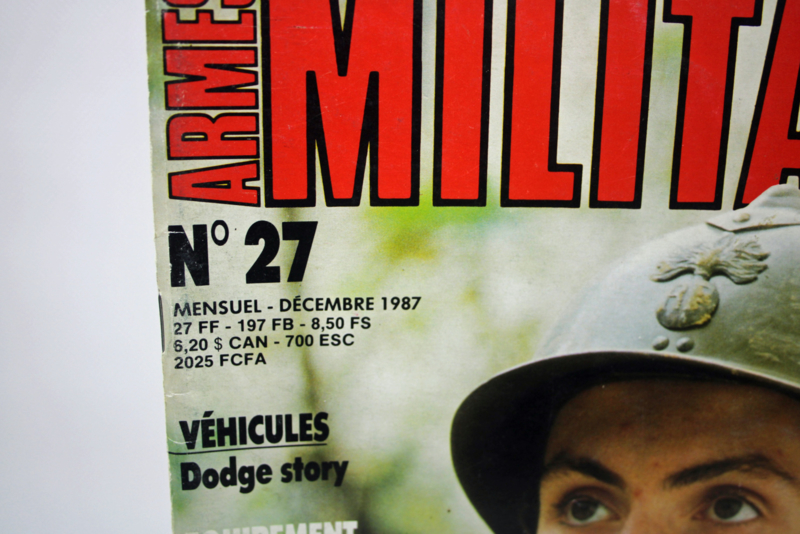 ARMES
MILITA
N° 27
MENSUEL - DÉCEMBRE 1987
27 FF - 197 FB - 8,50 FS
6,20 $ CAN - 700 ESC
2025 FCFA
VÉHICULES
Dodge story
EQUIPEMENT